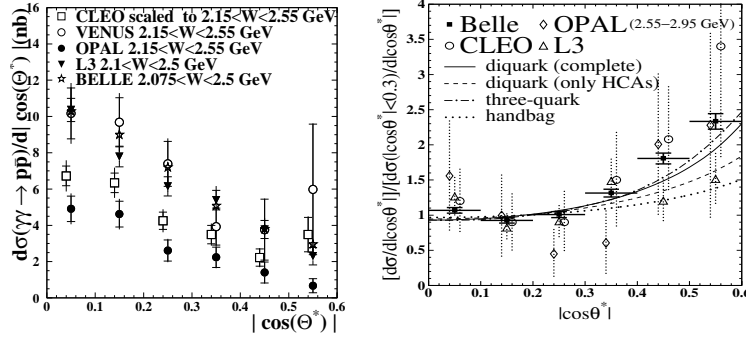 dσ(γγ → pp̄)/d| cos(Θ*) |(nb)
CLEO scaled to 2.15<W<2.55 GeV
VENUS 2.15<W<2.55 GeV
OPAL 2.15<W<2.55 GeV
L3 2.1<W<2.5 GeV
BELLE 2.075<W<2.5 GeV
16
14
12
10
8
6
4
2
0
0 0.1 0.2 0.3 0.4 0.5 0.6
| cos(Θ*) |
[dσ/d|cosθ*|]/[dσ(|cosθ*|<0.3)/d|cosθ*|]
Belle OPAL (2.55–2.95 GeV)
CLEO L3
diquark (complete)
diquark (only HCAs)
three-quark
handbag
4
3.5
3
2.5
2
1.5
1
0.5
0
0 0.1 0.2 0.3 0.4 0.5 0.6
|cosθ*|